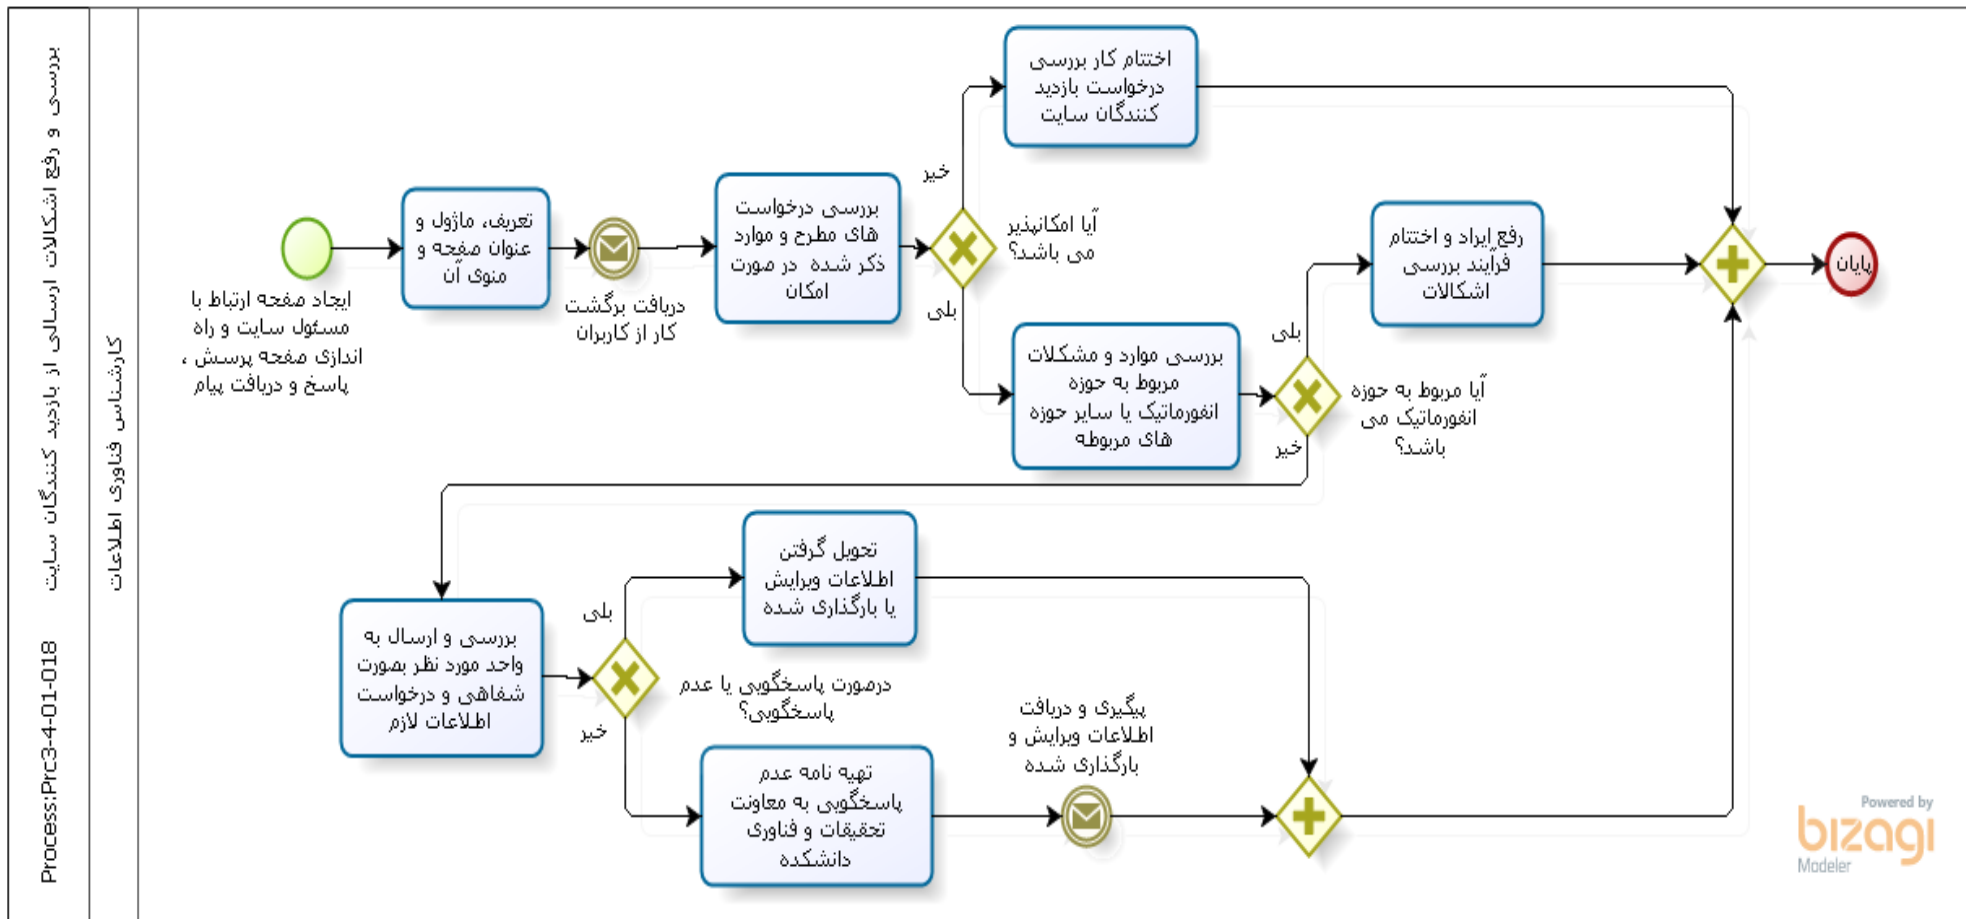 بررسی و رفع اشکالات ارسالی از بازدید کنندگان سایت
Process:Prc3-4-01-018
کارشناس فناوری اطلاعات
ایجاد صفحه ارتباط با
مسئول سایت و راه
اندازی صفحه پرسش ،
پاسخ و دریافت پیام
تعریف، ماژول و
عنوان صفحه و
منوی آن
دریافت برگشت
کار از کاربران
بررسی درخواست
های مطرح و موارد
ذکر شده در صورت
امکان
آیا امکانپذیر
می باشد؟
خیر
اختتام کار بررسی
درخواست بازدید
کنندگان سایت
بلی
بررسی موارد و مشکلات
مربوط به حوزه
انفورماتیک یا سایر حوزه
های مربوطه
آیا مربوط به حوزه
انفورماتیک می
باشد؟
بلی
رفع ایراد و اختتام
فرآیند بررسی
اشکالات
پایان
خیر
بررسی و ارسال به
واحد مورد نظر بصورت
شفاهی و درخواست
اطلاعات لازم
درصورت پاسخگویی یا عدم
پاسخگویی؟
بلی
تحویل گرفتن
اطلاعات ویرایش
یا بارگذاری شده
خیر
تهیه نامه عدم
پاسخگویی به معاونت
تحقیقات و فناوری
دانشکده
پیگیری و دریافت
اطلاعات ویرایش و
بارگذاری شده
Powered by
bizagi
Modeler